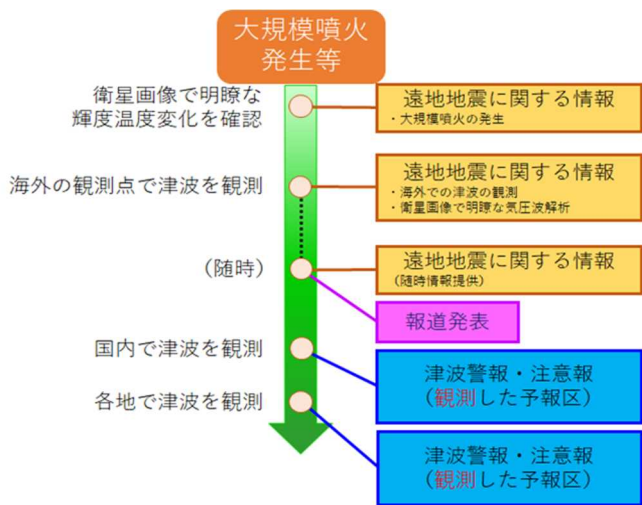 大規模噴火
発生等
衛星画像で明瞭な
輝度温度変化を確認
遠地地震に関する情報
・大規模噴火の発生
海外の観測点で津波を観測
遠地地震に関する情報
・海外での津波の観測
・衛星画像で明瞭な気圧波解析
(随時)
遠地地震に関する情報
(随時情報提供)
報道発表
国内で津波を観測
津波警報・注意報
(観測した予報区)
各地で津波を観測
津波警報・注意報
(観測した予報区)